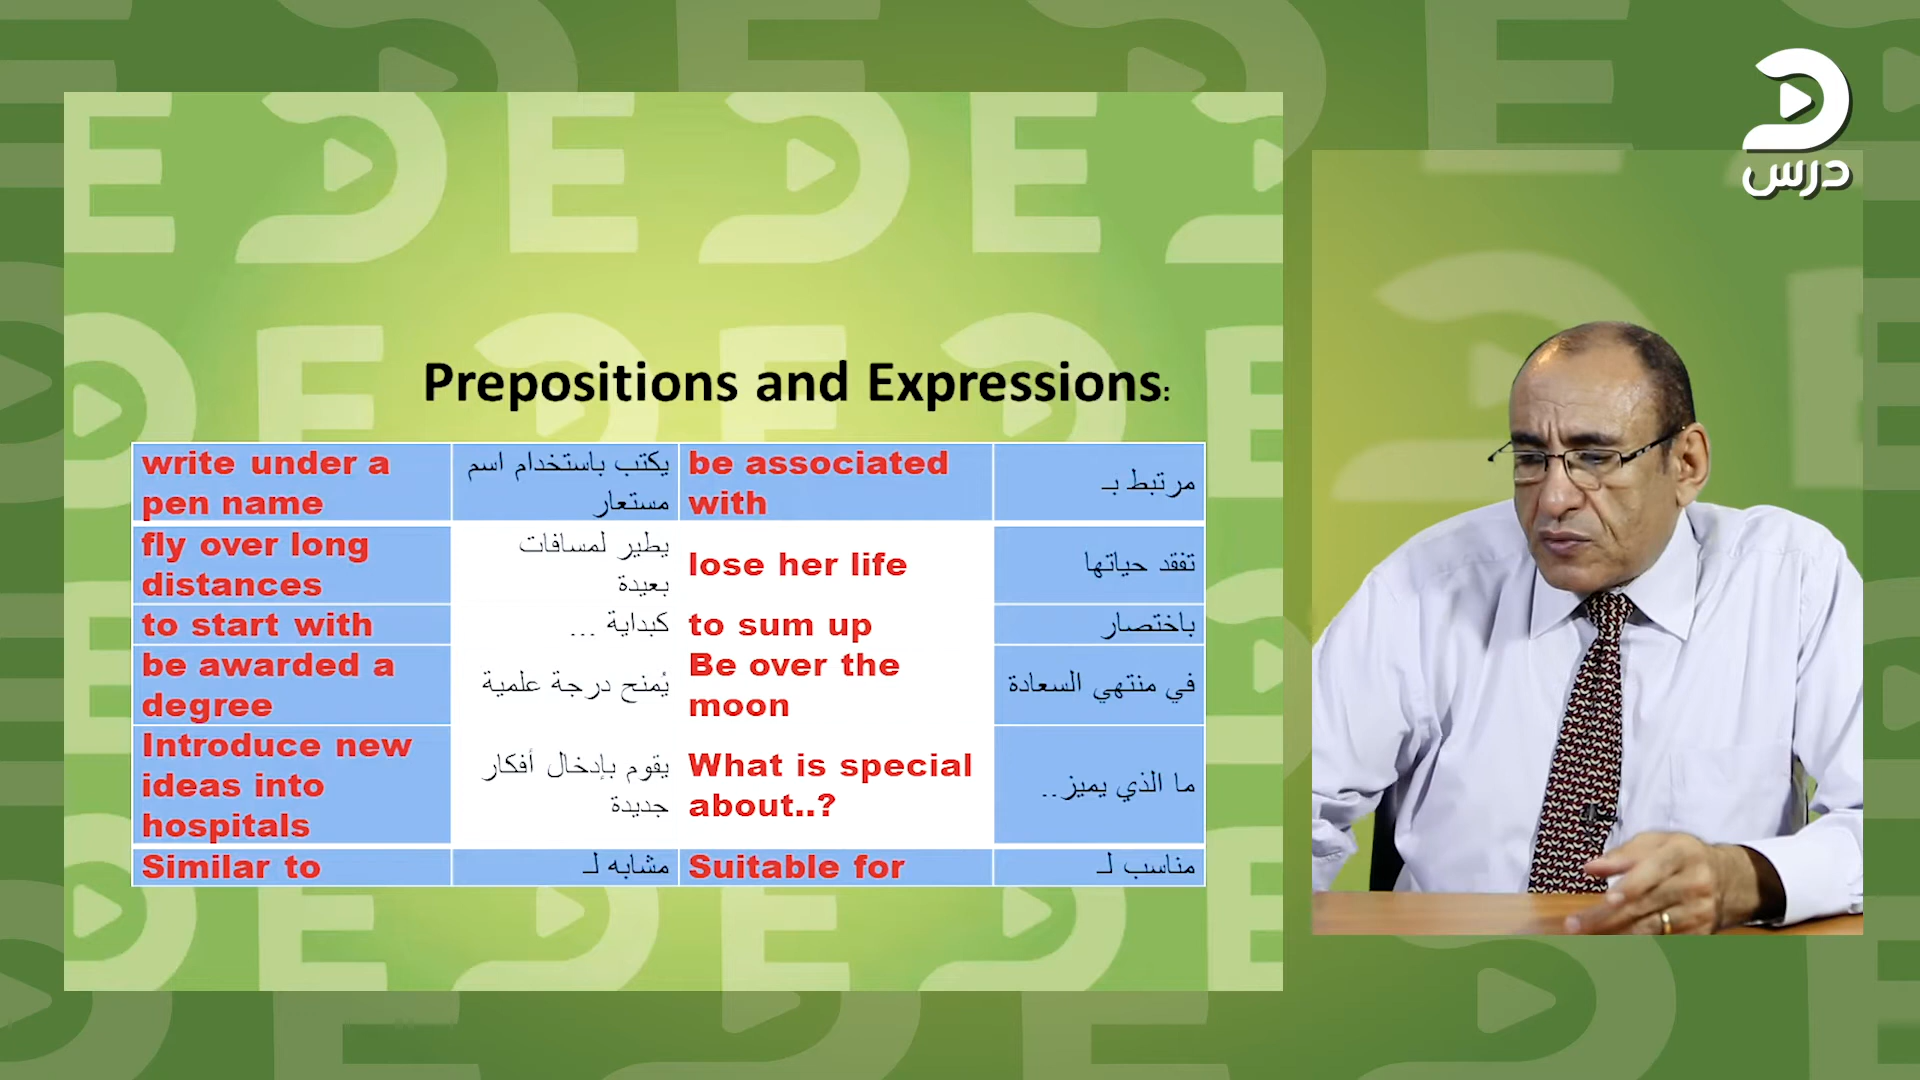 درس
Prepositions and Expressions:
write under a
pen name
يكتب باستخدام اسم
مستعار
be associated
with
مرتبط بـ
fly over long
distances
يطير لمسافات
بعيدة
lose her life
تفقد حياتها
to start with
كبداية ...
to sum up
باختصار
be awarded a
degree
يُمنح درجة علمية
Be over the
moon
في منتهي السعادة
Introduce new
ideas into
hospitals
يقوم بإدخال أفكار
جديدة
What is special
about..?
ما الذي يميز..
Similar to
مشابه لـ
Suitable for
مناسب لـ